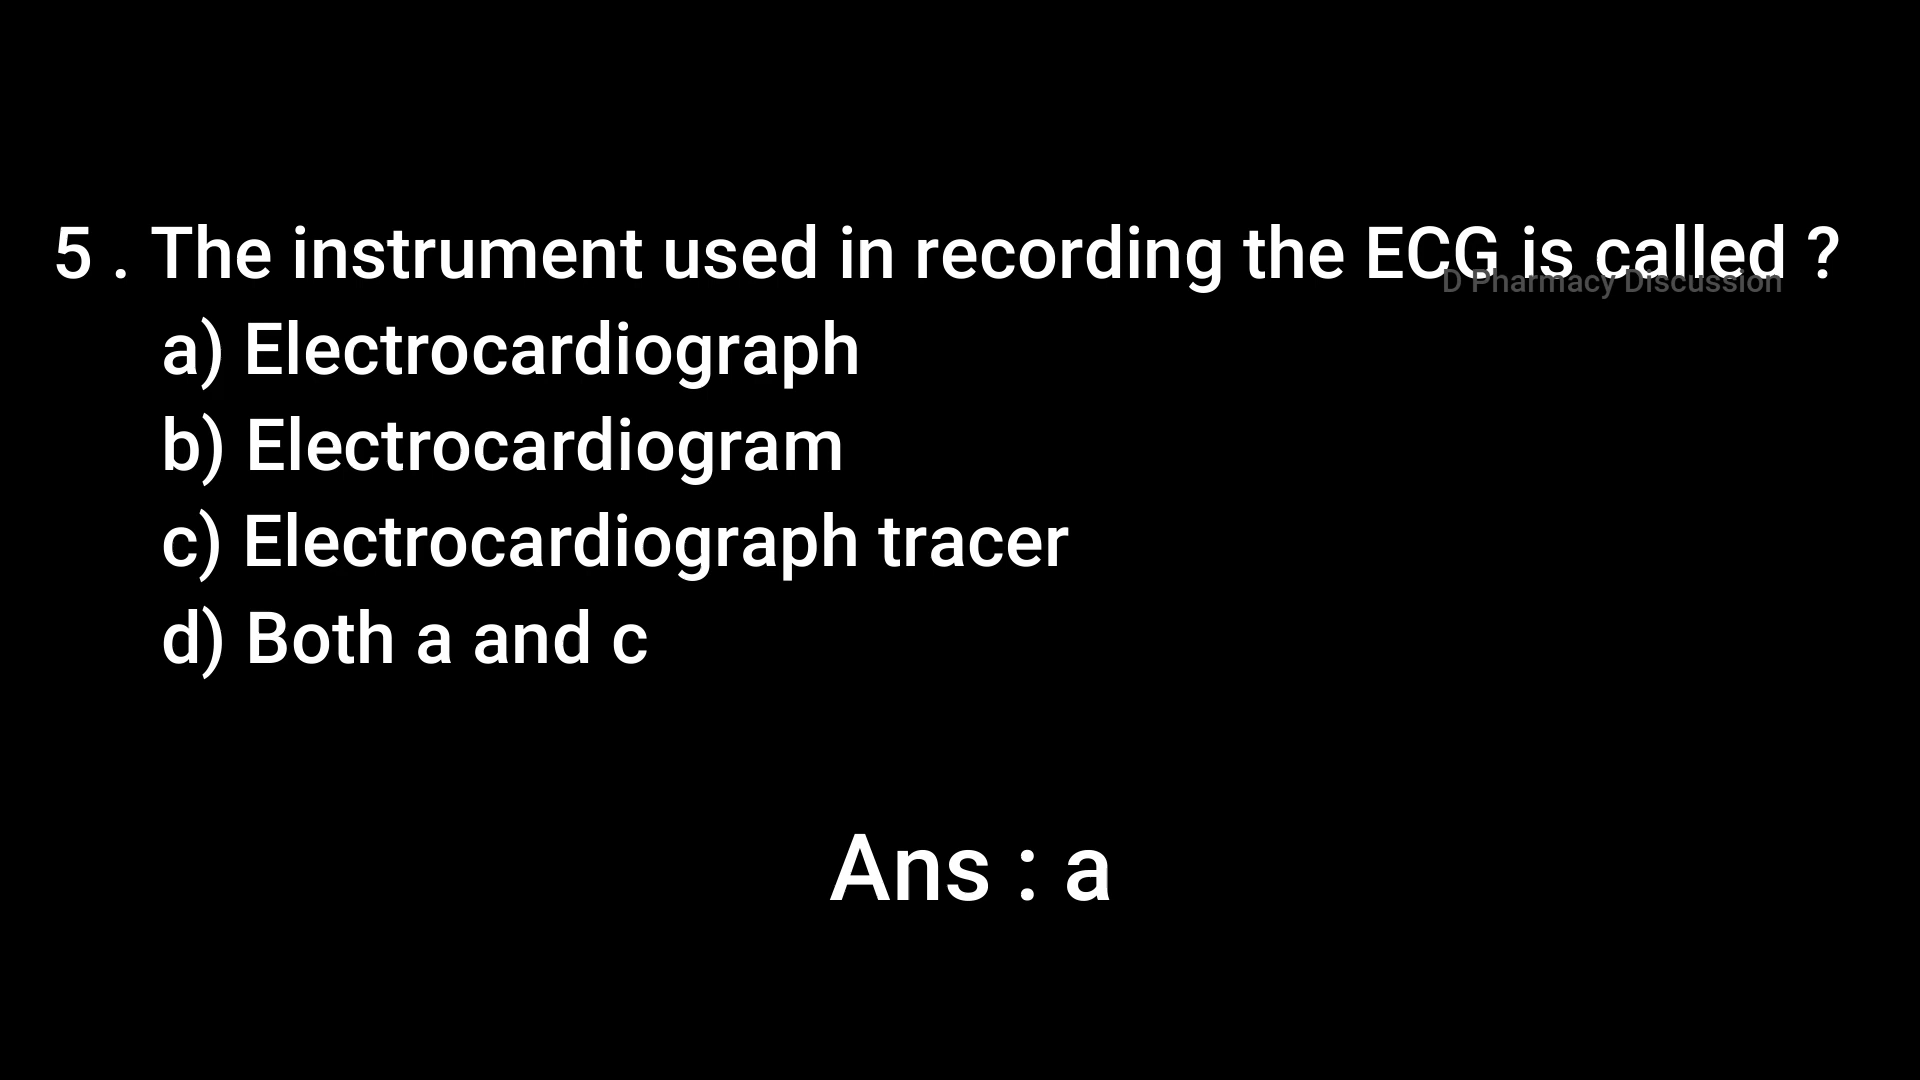 5 . The instrument used in recording the ECG is called ?
D Pharmacy Discussion
a) Electrocardiograph
b) Electrocardiogram
c) Electrocardiograph tracer
d) Both a and c
Ans : a